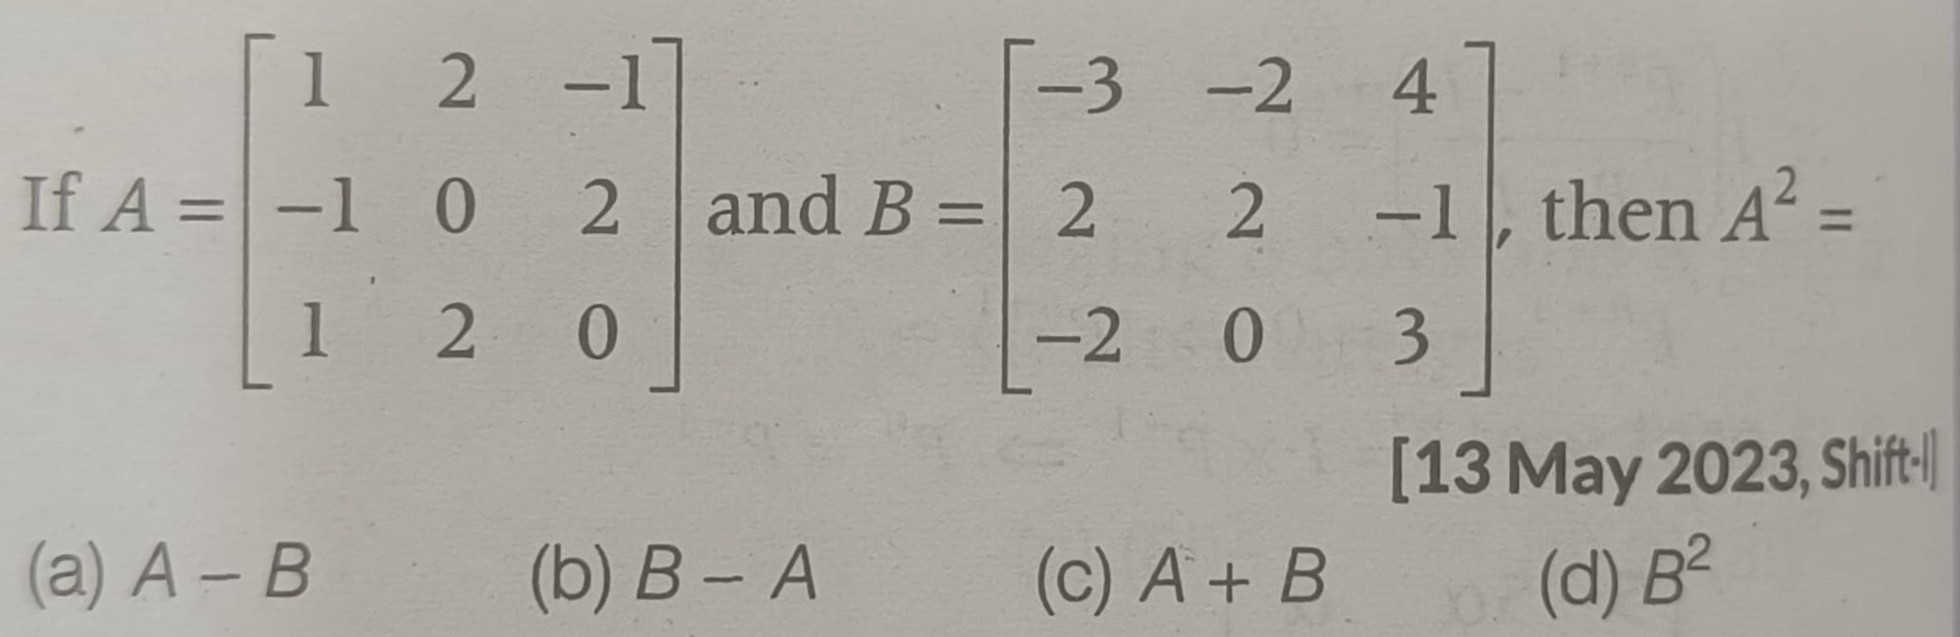 If A = [1 2 −1; −1 0 2; 1 2 0] and B = [−3 −2 4; 2 2 −1; −2 0 3], then A² =
[13 May 2023, Shift-I]
(a) A − B (b) B − A (c) A + B (d) B²